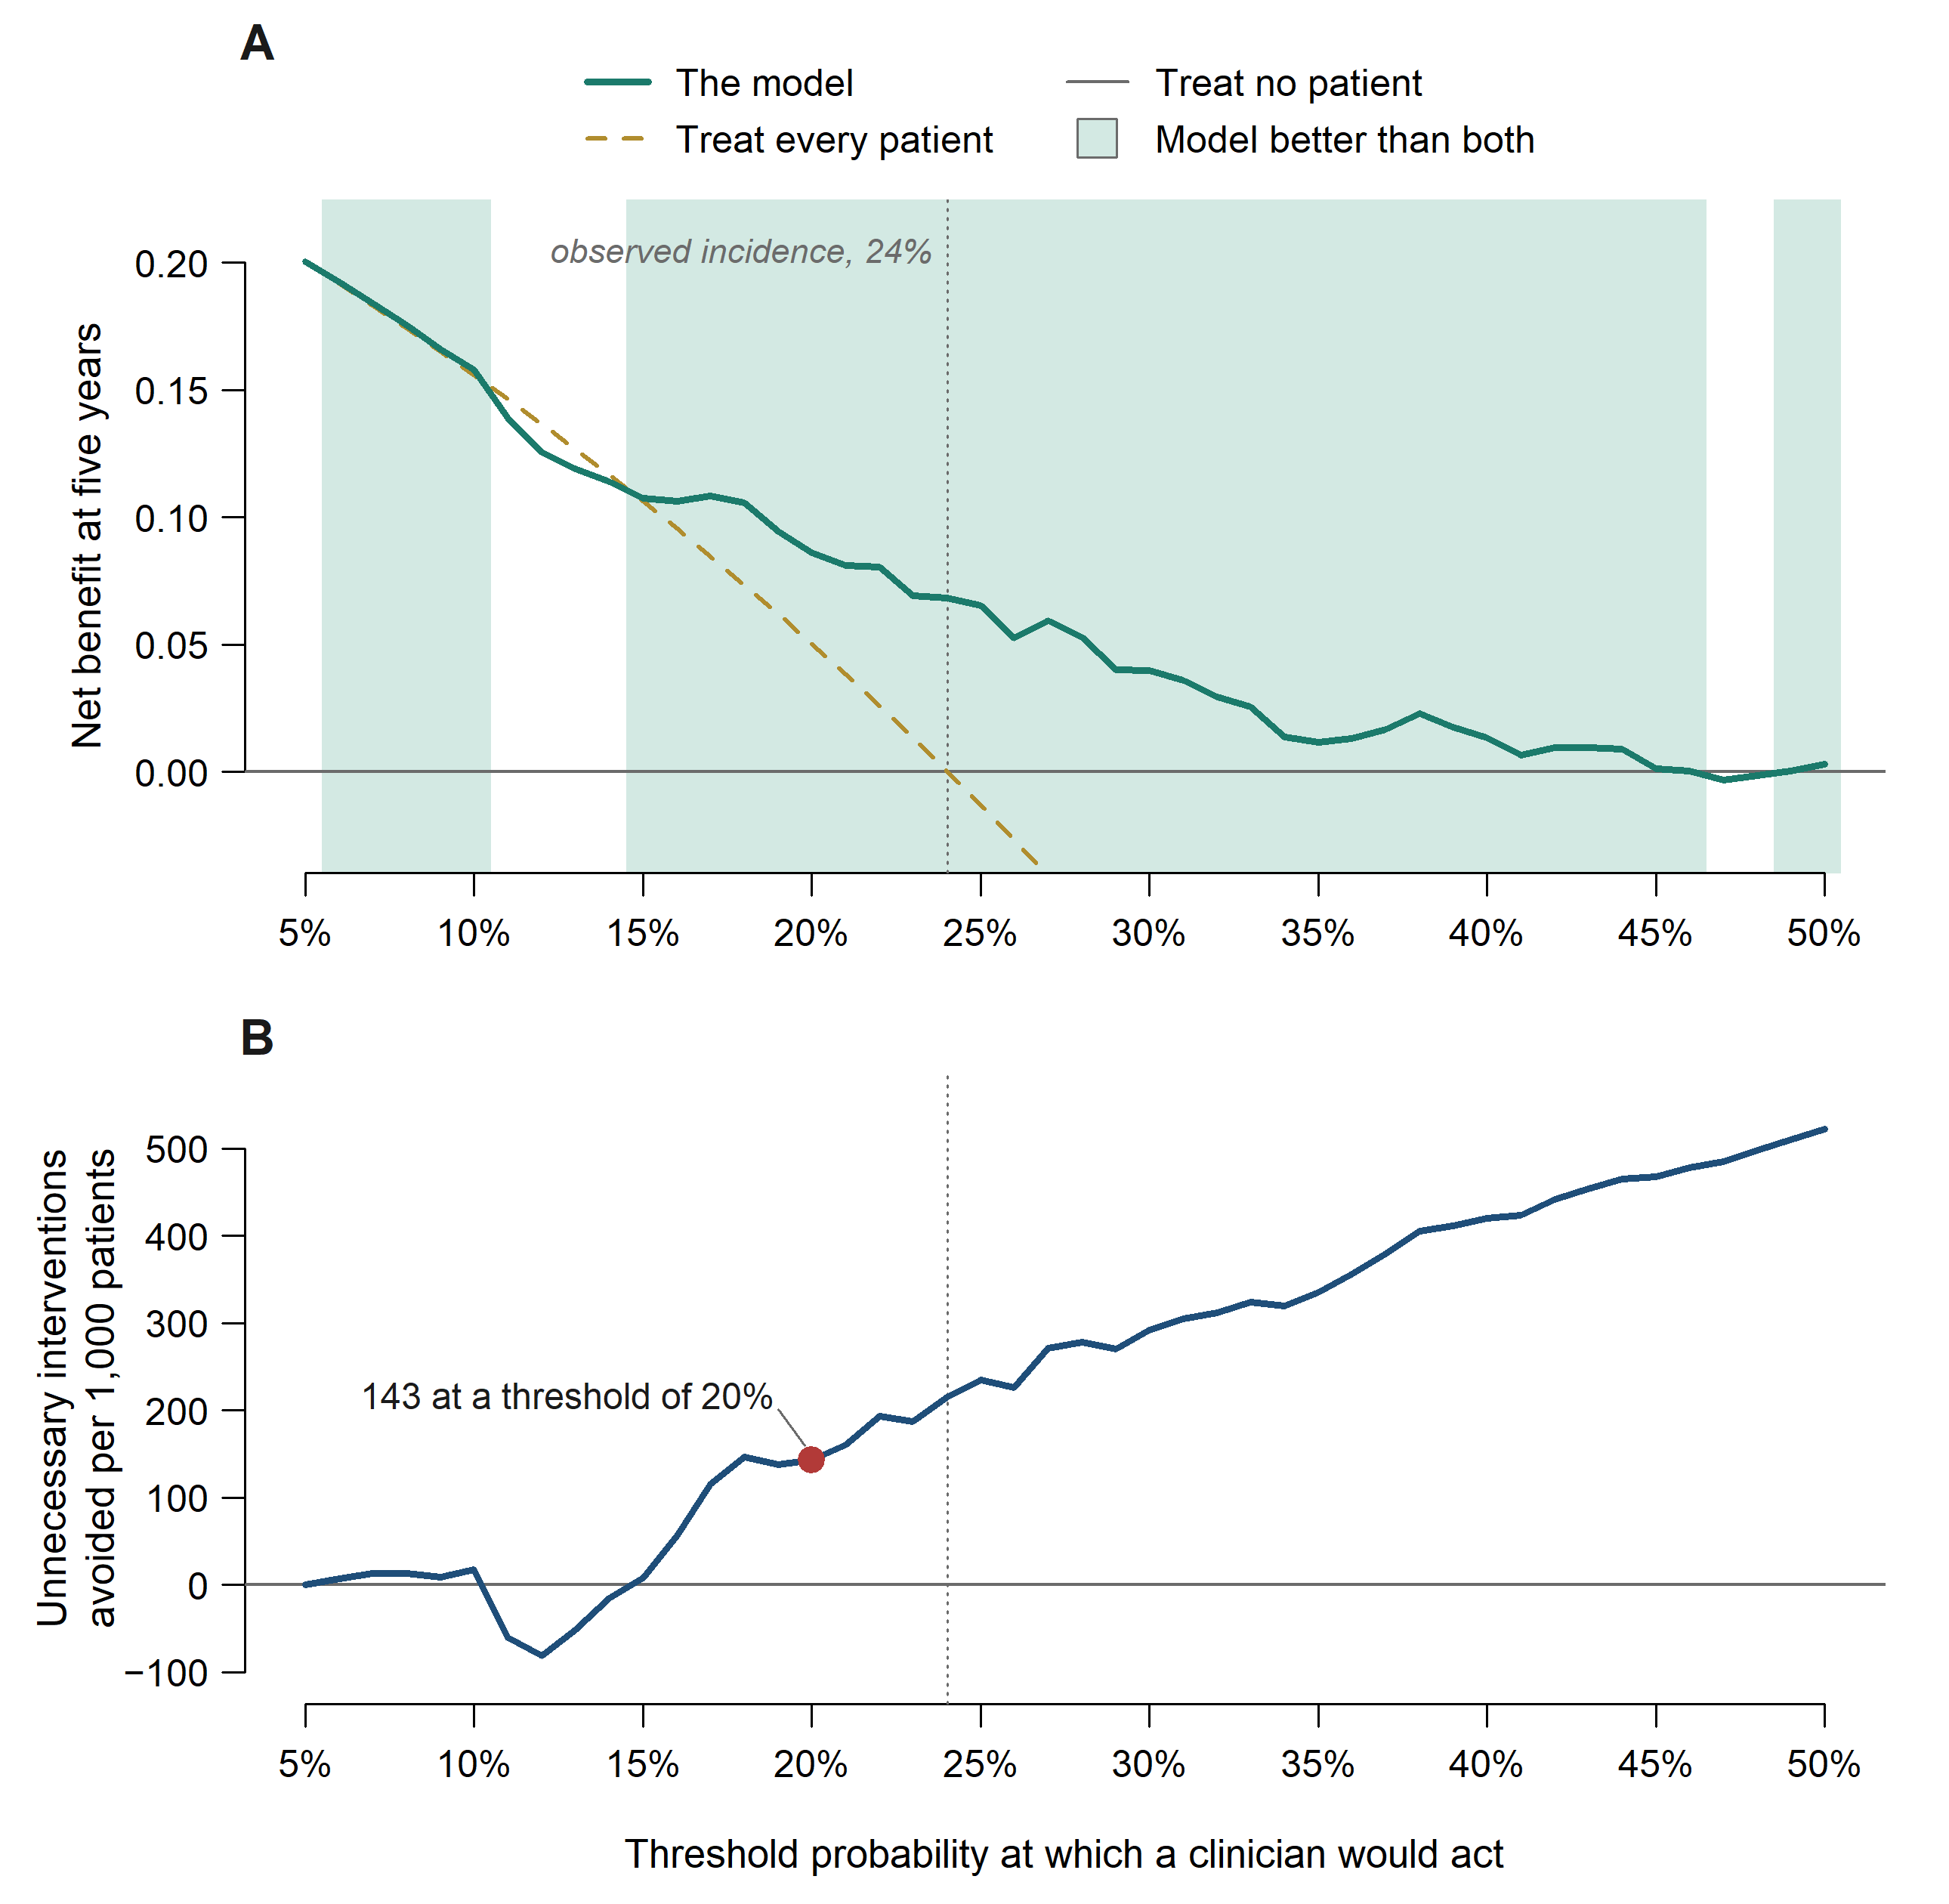 A
The model
Treat no patient
Treat every patient
Model better than both
observed incidence, 24%
Net benefit at five years
0.20
0.15
0.10
0.05
0.00
5% 10% 15% 20% 25% 30% 35% 40% 45% 50%
B
Unnecessary interventions
avoided per 1,000 patients
500
400
300
200
100
0
−100
143 at a threshold of 20%
5% 10% 15% 20% 25% 30% 35% 40% 45% 50%
Threshold probability at which a clinician would act